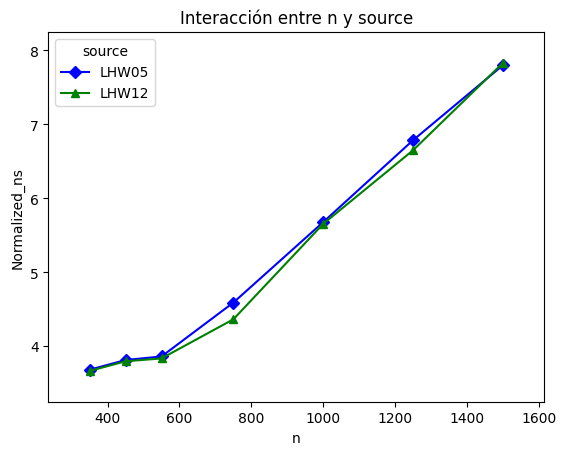 Interacción entre n y source
source
LHW05
LHW12
Normalized_ns
8
7
6
5
4
400 600 800 1000 1200 1400 1600
n